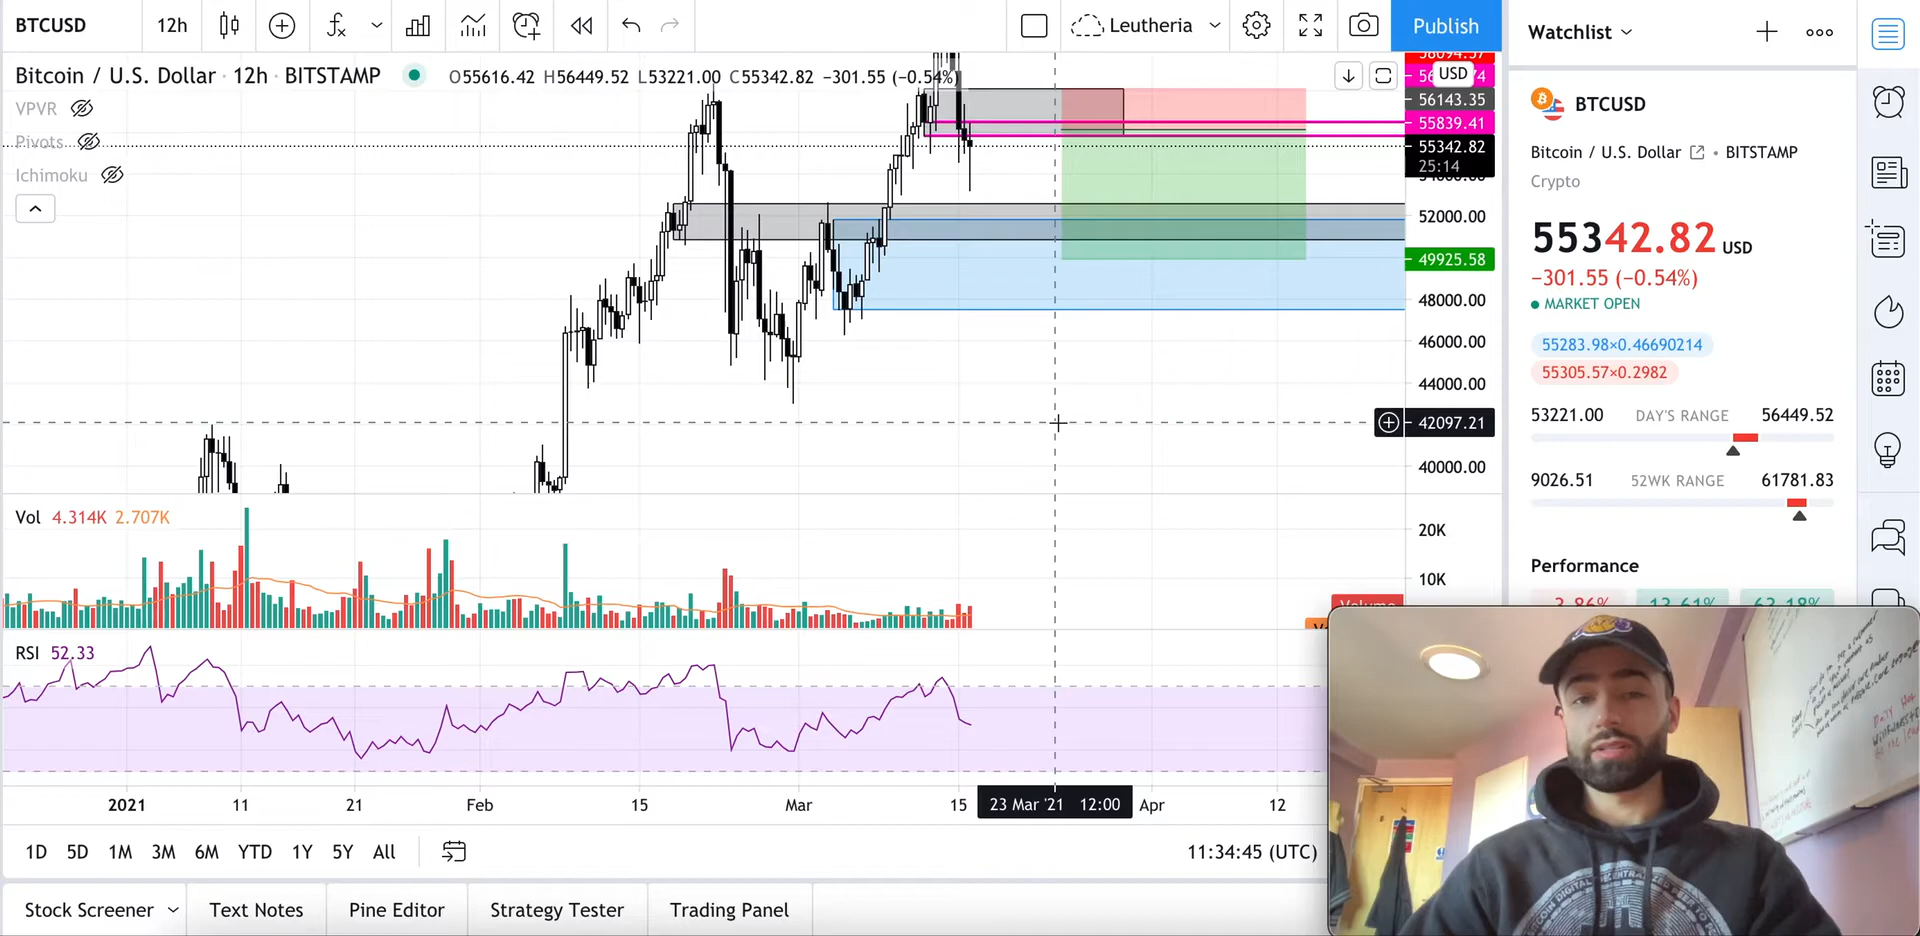 BTCUSD 12h Leutheria Publish Watchlist
Bitcoin / U.S. Dollar · 12h · BITSTAMP O55616.42 H56449.52 L53221.00 C55342.82 −301.55 (−0.54%)
VPVR
Pivots
Ichimoku
USD
56143.35
55839.41
55342.82
25:14
52000.00
49925.58
48000.00
46000.00
44000.00
42097.21
40000.00
Vol 4.314K 2.707K
20K
10K
Volume
RSI 52.33
2021 11 21 Feb 15 Mar 15 23 Mar '21 12:00 Apr 12
1D 5D 1M 3M 6M YTD 1Y 5Y All 11:34:45 (UTC)
Stock Screener Text Notes Pine Editor Strategy Tester Trading Panel
BTCUSD
Bitcoin / U.S. Dollar • BITSTAMP
Crypto
55342.82 USD
−301.55 (−0.54%)
MARKET OPEN
55283.98×0.46690214
55305.57×0.2982
53221.00 DAY'S RANGE 56449.52
9026.51 52WK RANGE 61781.83
Performance